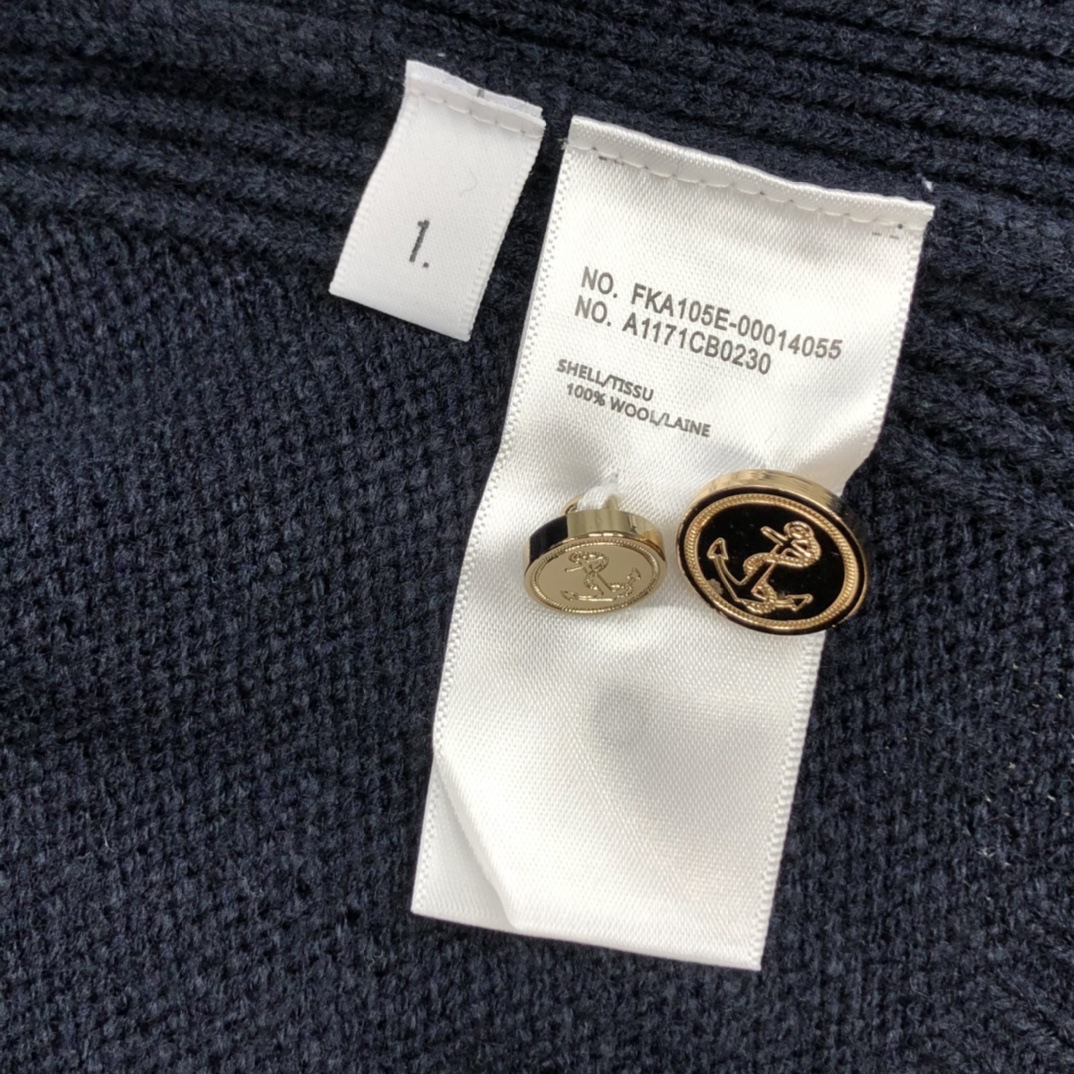 1.
NO. FKA105E-00014055
NO. A1171CB0230
SHELL/TISSU
100% WOOL/LAINE